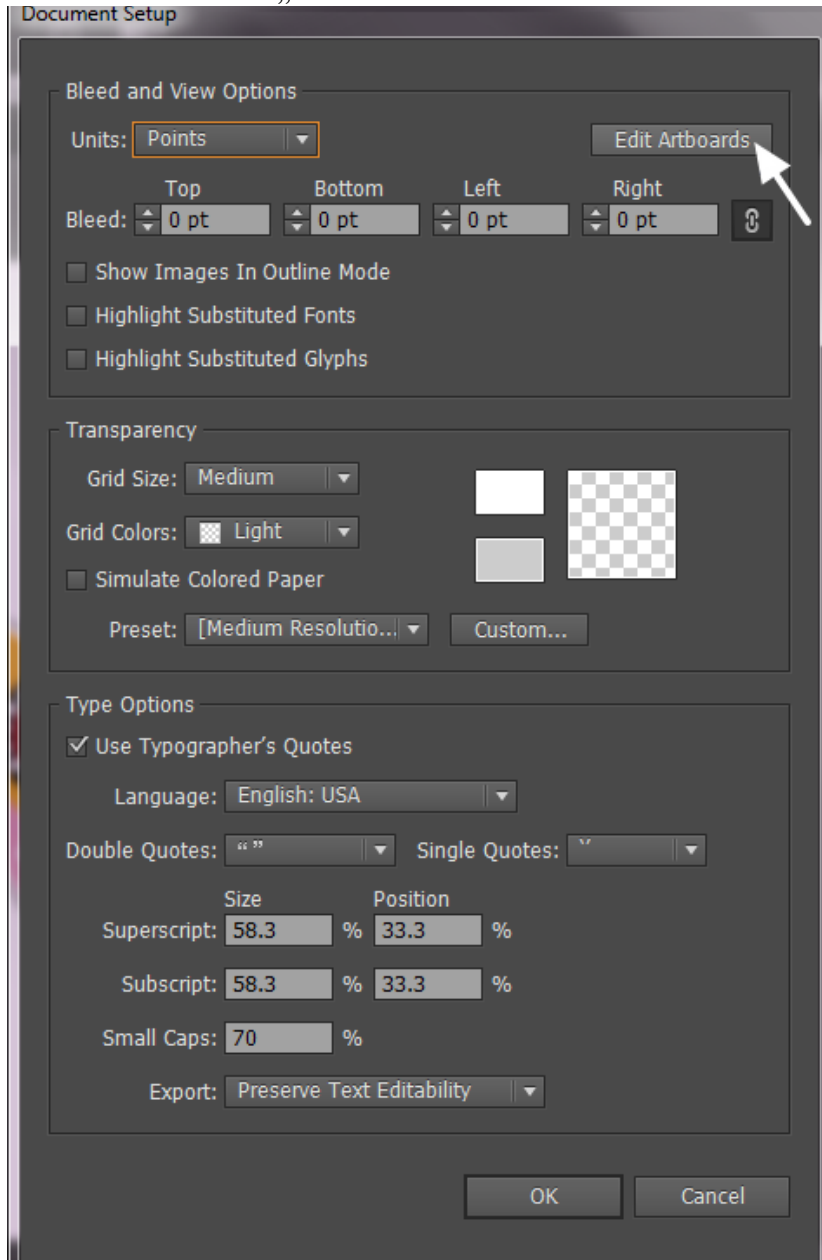 Document Setup
Bleed and View Options
Units: Points Edit Artboards
Top Bottom Left Right
Bleed: 0 pt 0 pt 0 pt 0 pt
Show Images In Outline Mode
Highlight Substituted Fonts
Highlight Substituted Glyphs
Transparency
Grid Size: Medium
Grid Colors: Light
Simulate Colored Paper
Preset: [Medium Resolutio... Custom...
Type Options
Use Typographer’s Quotes
Language: English: USA
Double Quotes: “ ” Single Quotes: ‘’
Size Position
Superscript: 58.3 % 33.3 %
Subscript: 58.3 % 33.3 %
Small Caps: 70 %
Export: Preserve Text Editability
OK Cancel